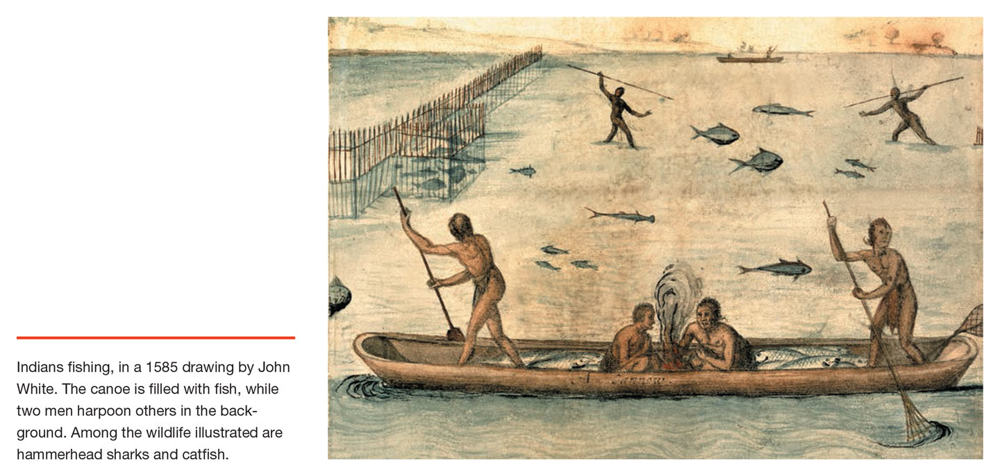 Indians fishing, in a 1585 drawing by John
White. The canoe is filled with fish, while
two men harpoon others in the back-
ground. Among the wildlife illustrated are
hammerhead sharks and catfish.
A Cannow